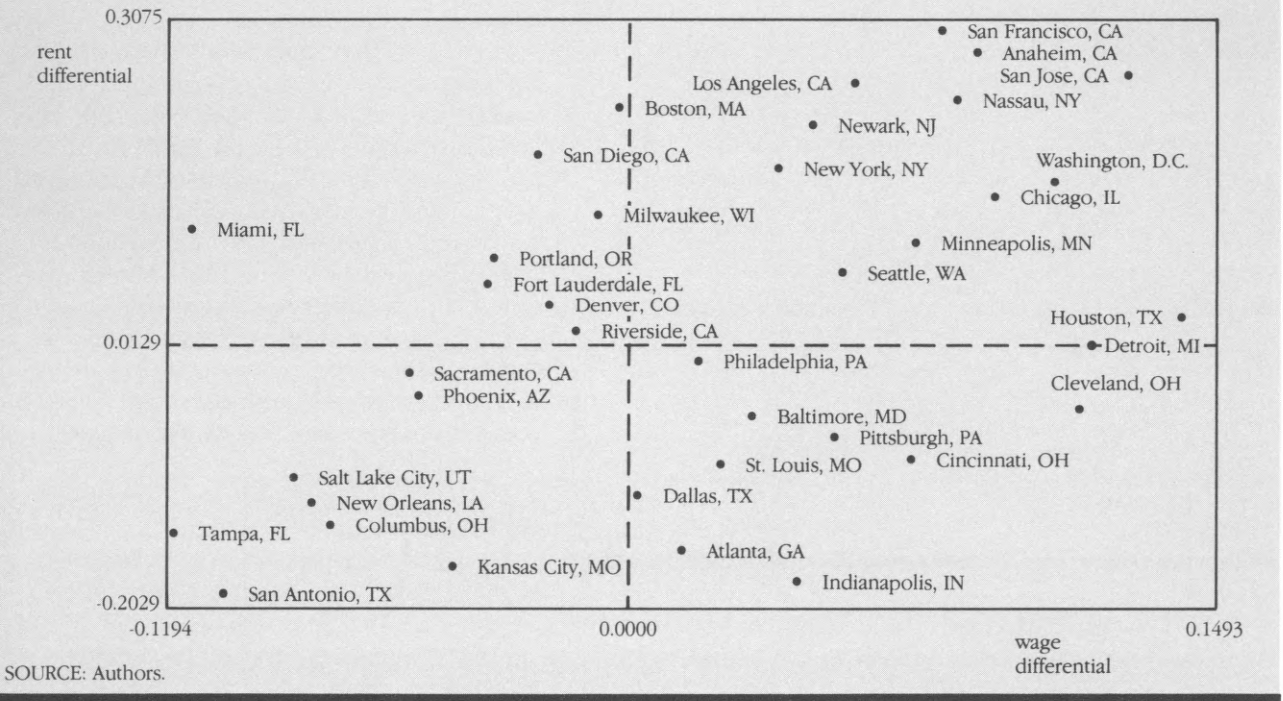 0.3075
rent
differential
San Francisco, CA
Anaheim, CA
San Jose, CA
Los Angeles, CA
Nassau, NY
Boston, MA
Newark, NJ
San Diego, CA
Washington, D.C.
New York, NY
Chicago, IL
Milwaukee, WI
Miami, FL
Minneapolis, MN
Portland, OR
Seattle, WA
Fort Lauderdale, FL
Denver, CO
Houston, TX
Riverside, CA
0.0129
Detroit, MI
Philadelphia, PA
Sacramento, CA
Cleveland, OH
Phoenix, AZ
Baltimore, MD
Pittsburgh, PA
Cincinnati, OH
St. Louis, MO
Salt Lake City, UT
Dallas, TX
New Orleans, LA
Columbus, OH
Tampa, FL
Atlanta, GA
Kansas City, MO
Indianapolis, IN
San Antonio, TX
-0.2029
-0.1194
0.0000
0.1493
wage
differential
SOURCE: Authors.